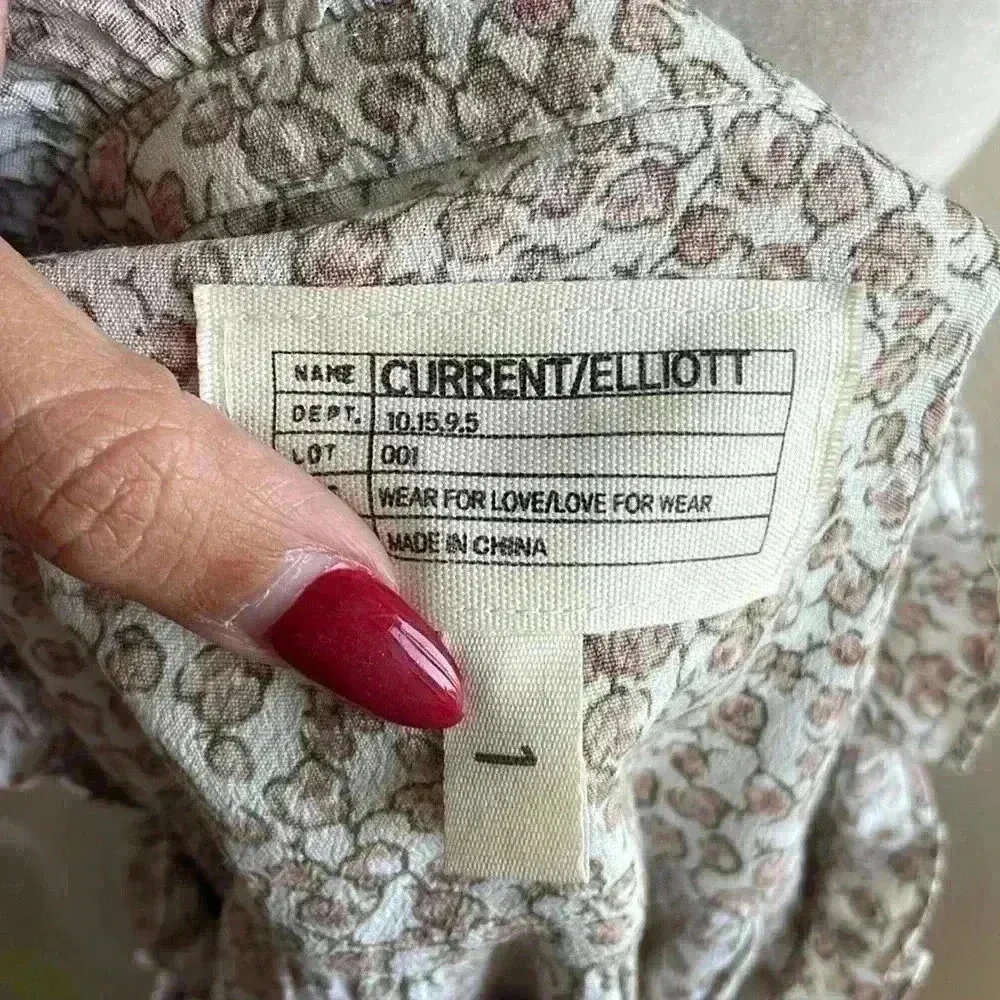 NAME CURRENT/ELLIOTT
DEPT. 10.15.9.5
LOT 001
WEAR FOR LOVE/LOVE FOR WEAR
MADE IN CHINA
1